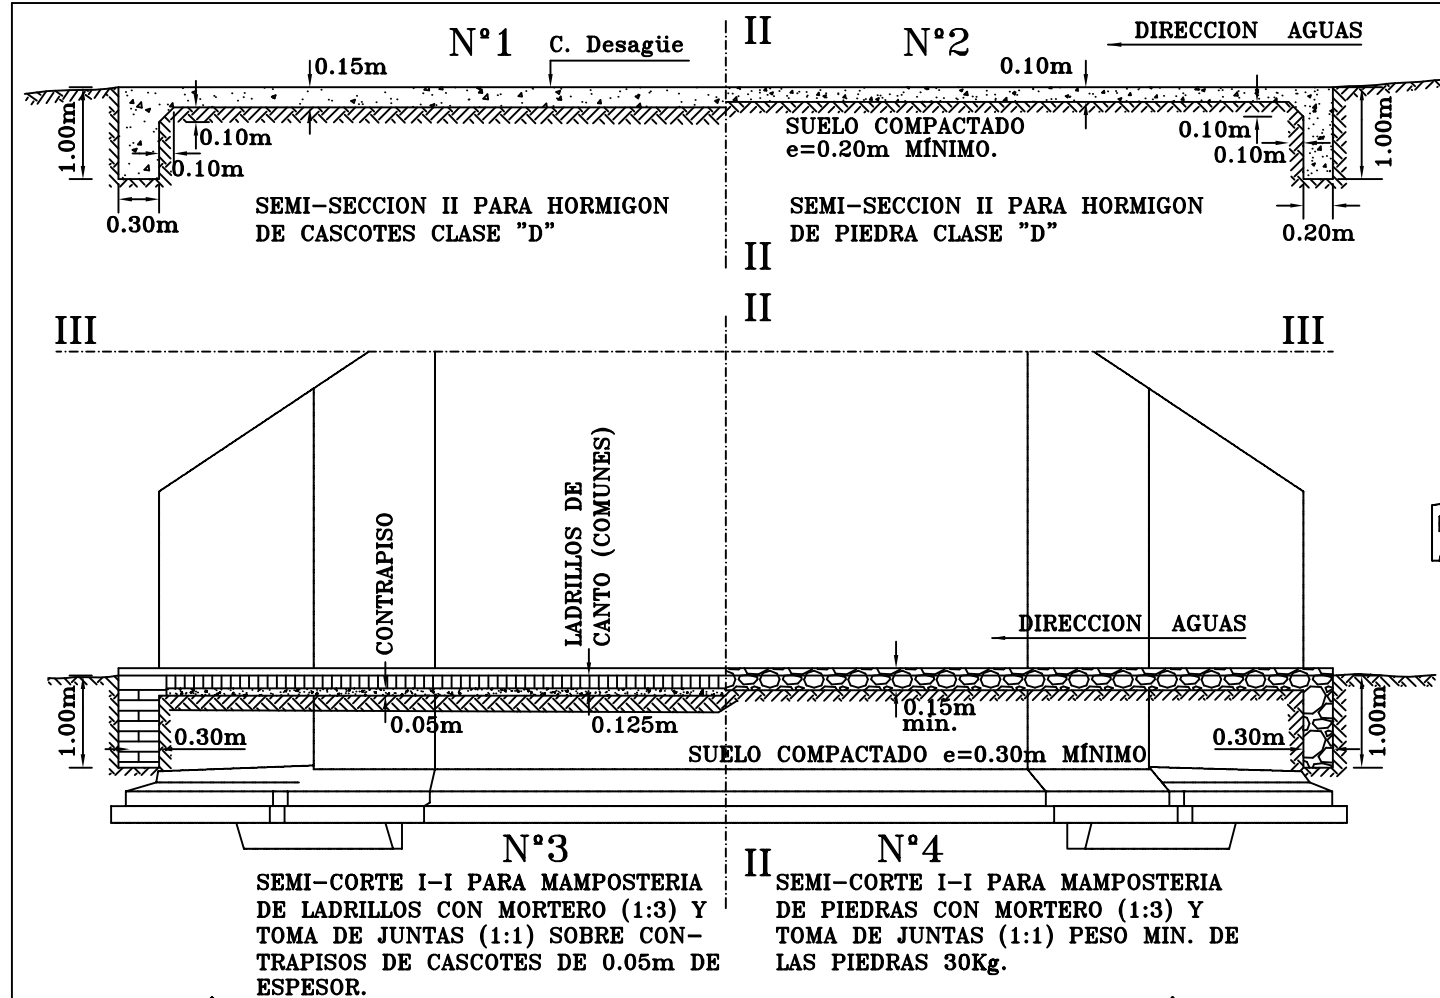 Nº1
C. Desagüe
II
Nº2
DIRECCION AGUAS
0.15m
0.10m
1.00m
0.10m
0.10m
0.30m
SUELO COMPACTADO
e=0.20m MÍNIMO.
0.10m
0.10m
1.00m
0.20m
SEMI-SECCION II PARA HORMIGON
DE CASCOTES CLASE "D"
SEMI-SECCION II PARA HORMIGON
DE PIEDRA CLASE "D"
II
II
III
III
CONTRAPISO
LADRILLOS DE
CANTO (COMUNES)
DIRECCION AGUAS
1.00m
0.30m
0.05m
0.125m
0.15m
min.
SUELO COMPACTADO e=0.30m MÍNIMO
0.30m
1.00m
Nº3
SEMI-CORTE I-I PARA MAMPOSTERIA
DE LADRILLOS CON MORTERO (1:3) Y
TOMA DE JUNTAS (1:1) SOBRE CON-
TRAPISOS DE CASCOTES DE 0.05m DE
ESPESOR.
II
Nº4
SEMI-CORTE I-I PARA MAMPOSTERIA
DE PIEDRAS CON MORTERO (1:3) Y
TOMA DE JUNTAS (1:1) PESO MIN. DE
LAS PIEDRAS 30Kg.